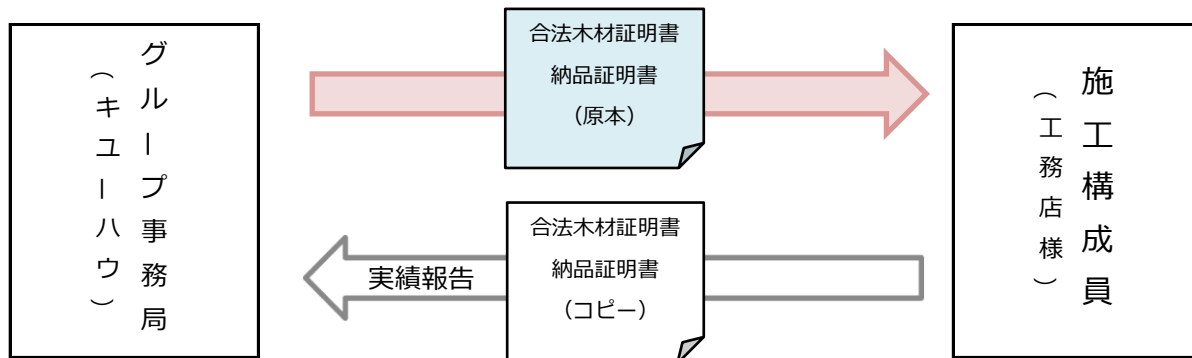 グループ事務局
（キユーハウ）
合法木材証明書
納品証明書
（原本）
施工構成員
（工務店様）
合法木材証明書
納品証明書
（コピー）
実績報告